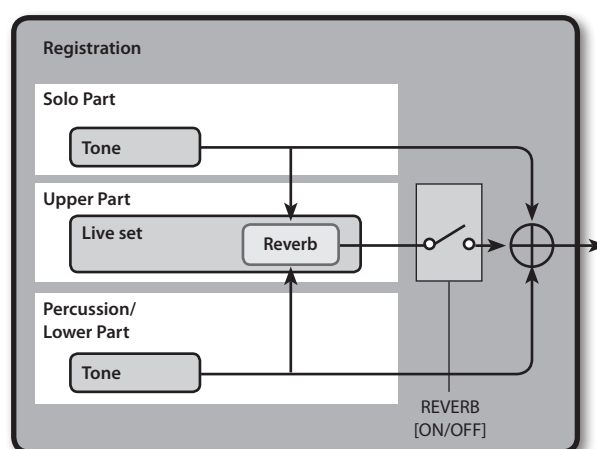 Registration
Solo Part
Tone
Upper Part
Live set
Reverb
Percussion/
Lower Part
Tone
REVERB
[ON/OFF]